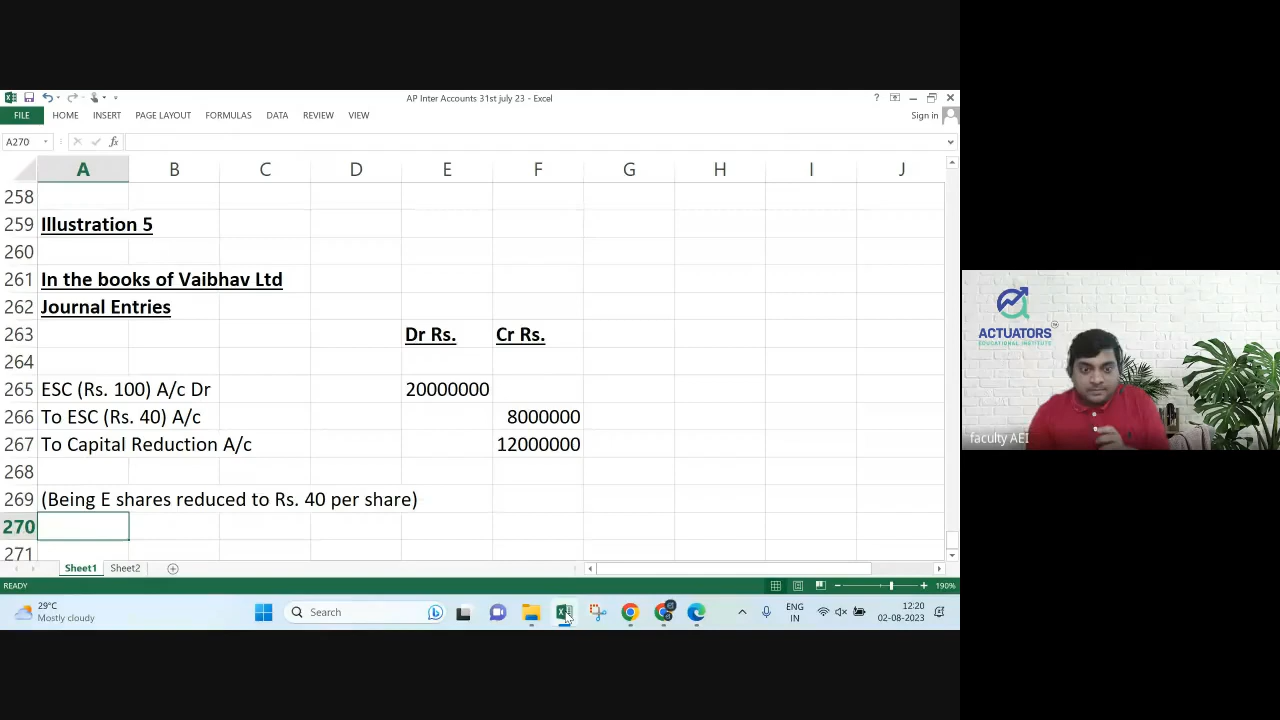 AP Inter Accounts 31st july 23 - Excel
?
FILE HOME INSERT PAGE LAYOUT FORMULAS DATA REVIEW VIEW Sign in
A270 fx
A B C D E F G H I J
258
259 Illustration 5
260
261 In the books of Vaibhav Ltd
262 Journal Entries
263 Dr Rs. Cr Rs.
264
265 ESC (Rs. 100) A/c Dr 20000000
266 To ESC (Rs. 40) A/c 8000000
267 To Capital Reduction A/c 12000000
268
269 (Being E shares reduced to Rs. 40 per share)
270
271
Sheet1 Sheet2
READY 190%
29°C
Mostly cloudy
Search
ENG
IN
12:20
02-08-2023
ACTUATORS
EDUCATIONAL INSTITUTE
faculty AEI